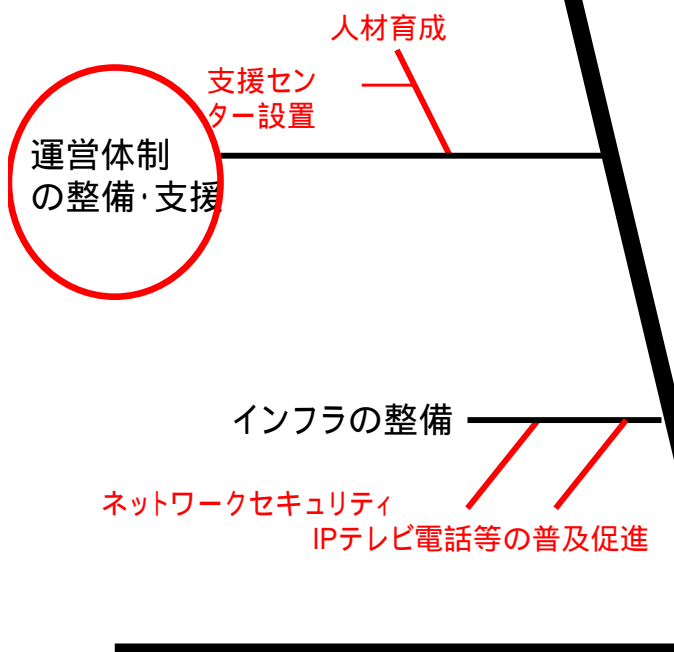 人材育成
支援セン
ター設置
運営体制
の整備・支援
インフラの整備
ネットワークセキュリティ
IPテレビ電話等の普及促進